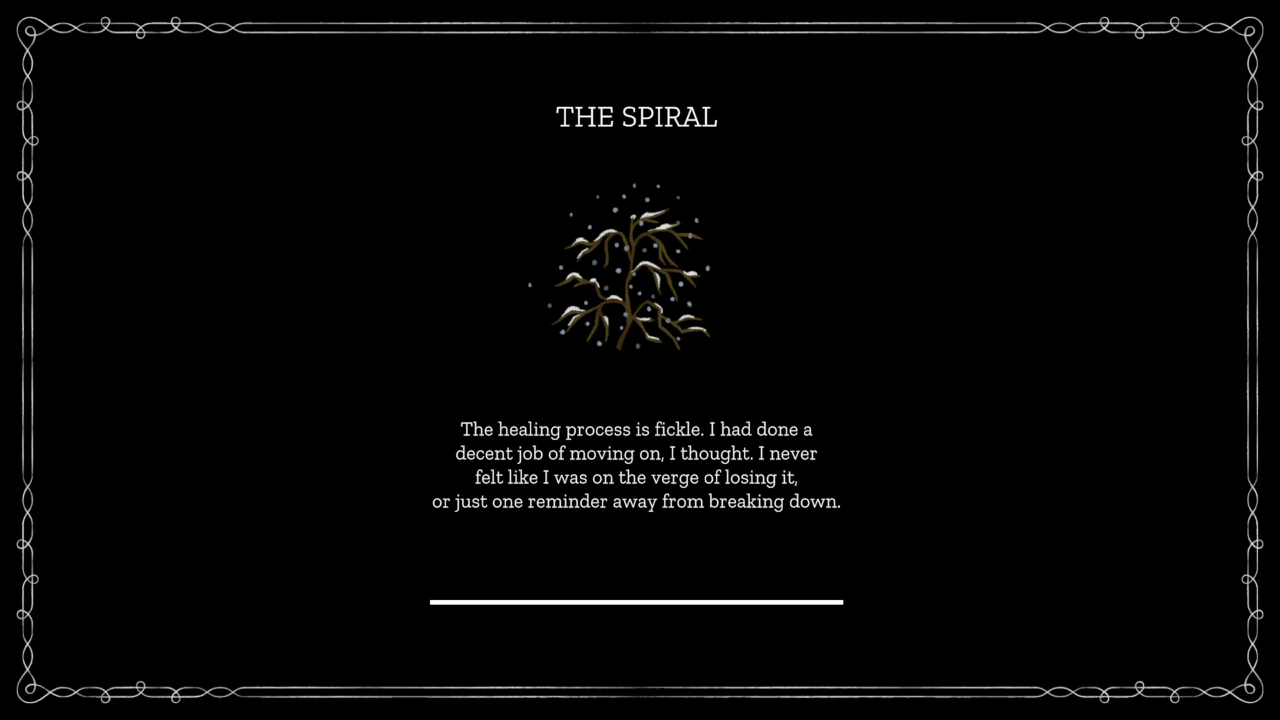 THE SPIRAL
The healing process is fickle. I had done a
decent job of moving on, I thought. I never
felt like I was on the verge of losing it,
or just one reminder away from breaking down.